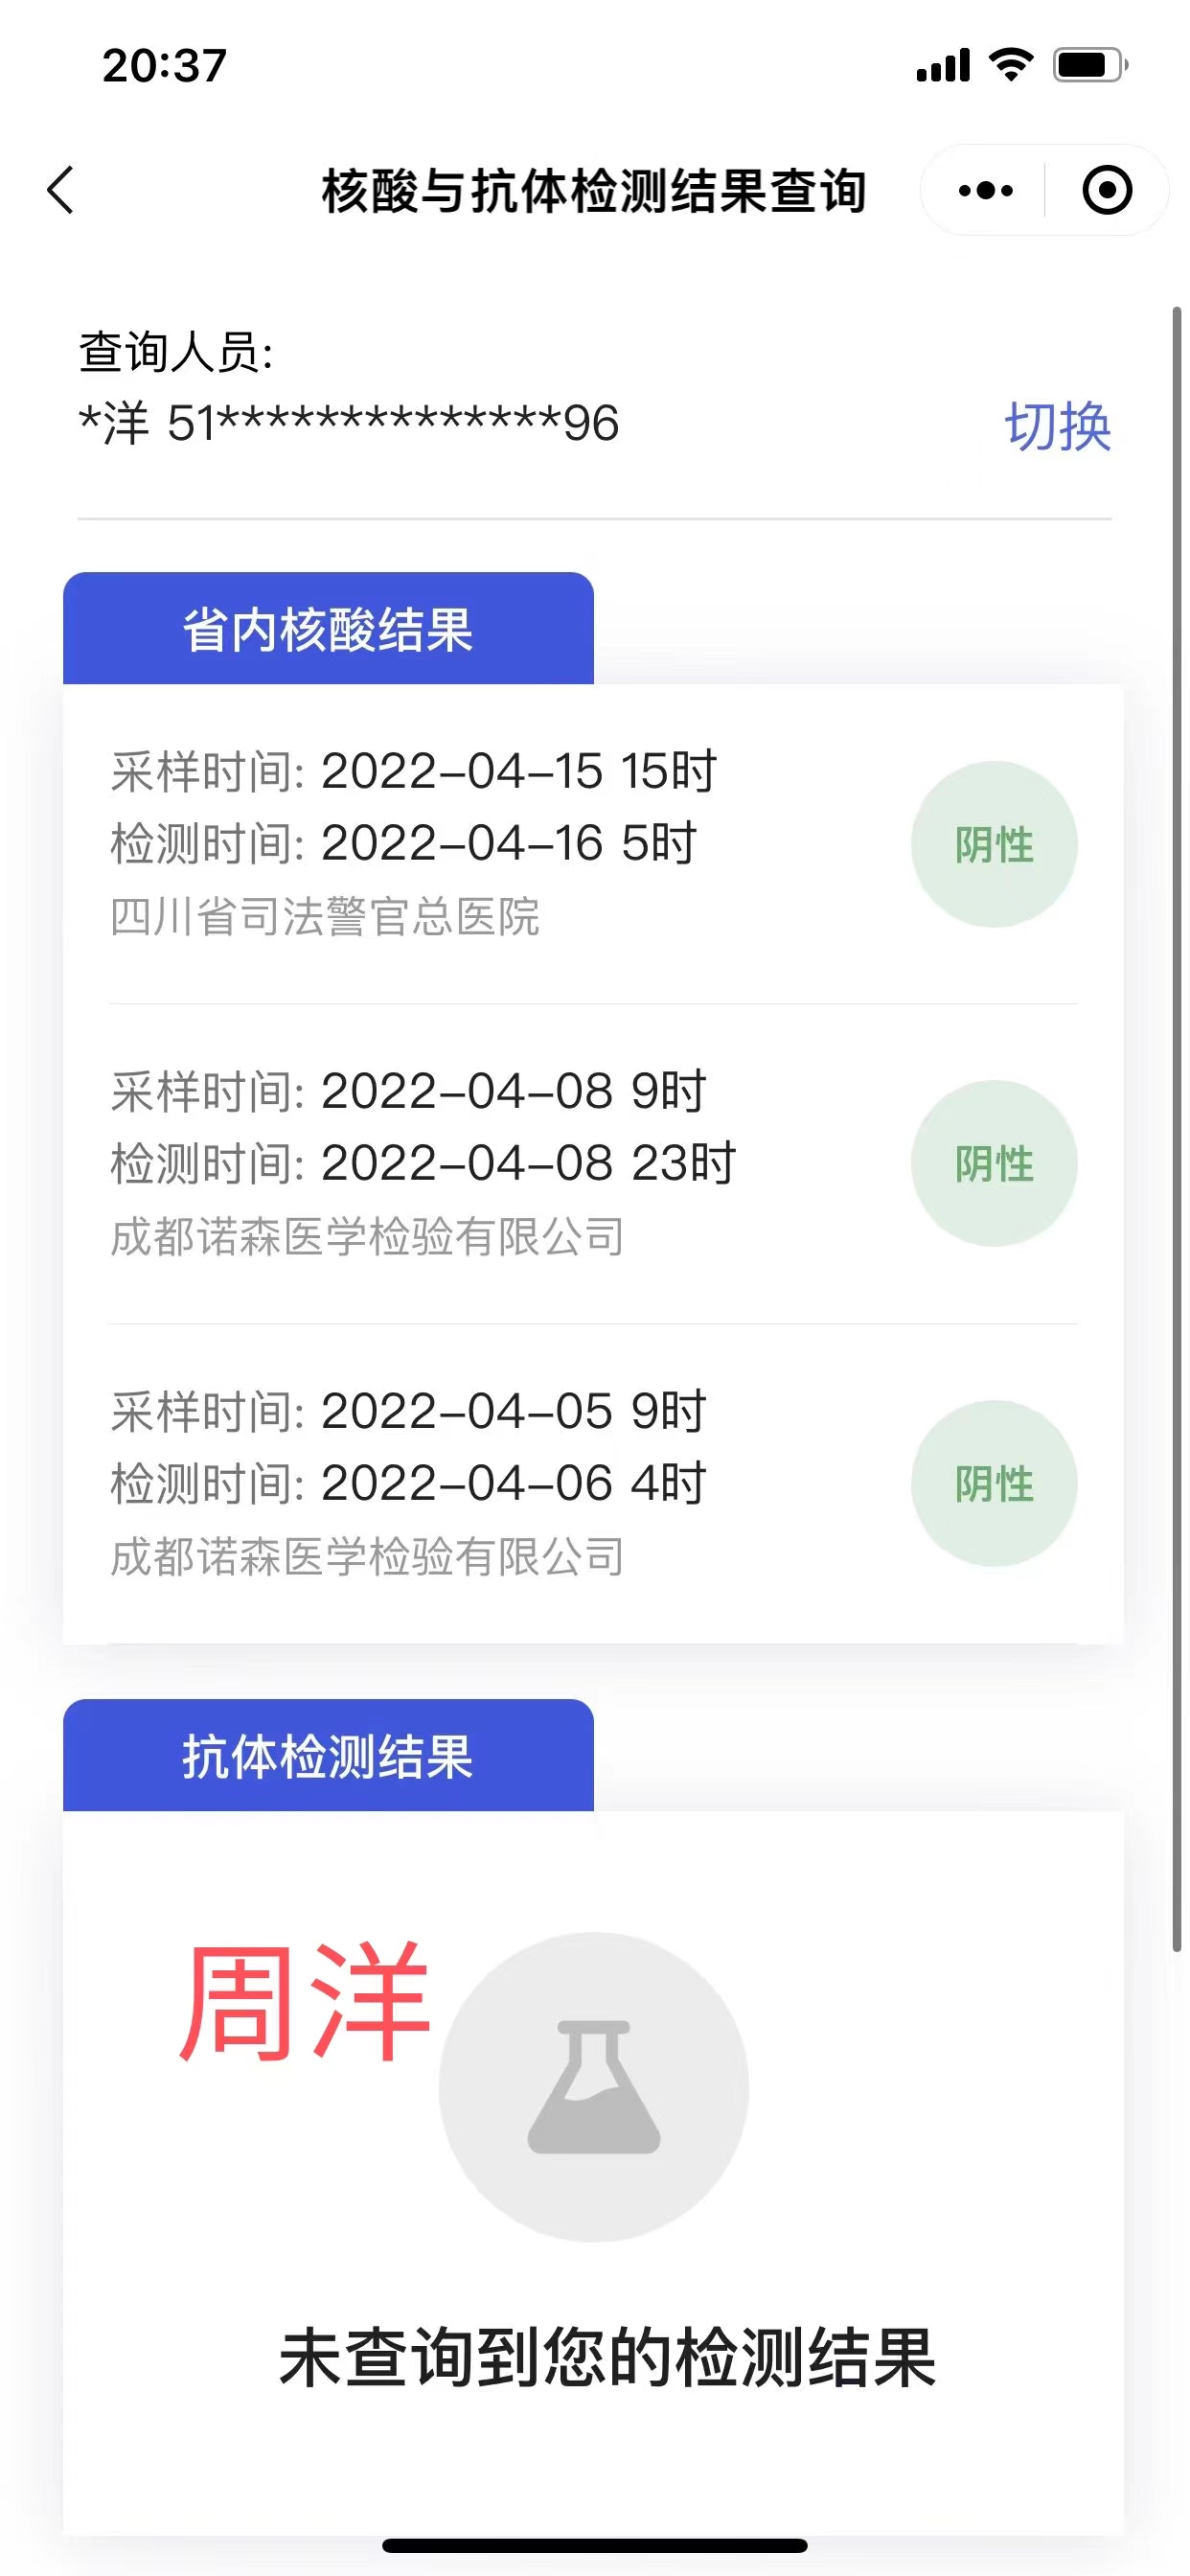 20:37
核酸与抗体检测结果查询
查询人员:
*洋 51**************96
切换
省内核酸结果
采样时间: 2022-04-15 15时
检测时间: 2022-04-16 5时
四川省司法警官总医院
阴性
采样时间: 2022-04-08 9时
检测时间: 2022-04-08 23时
成都诺森医学检验有限公司
阴性
采样时间: 2022-04-05 9时
检测时间: 2022-04-06 4时
成都诺森医学检验有限公司
阴性
抗体检测结果
周洋
未查询到您的检测结果